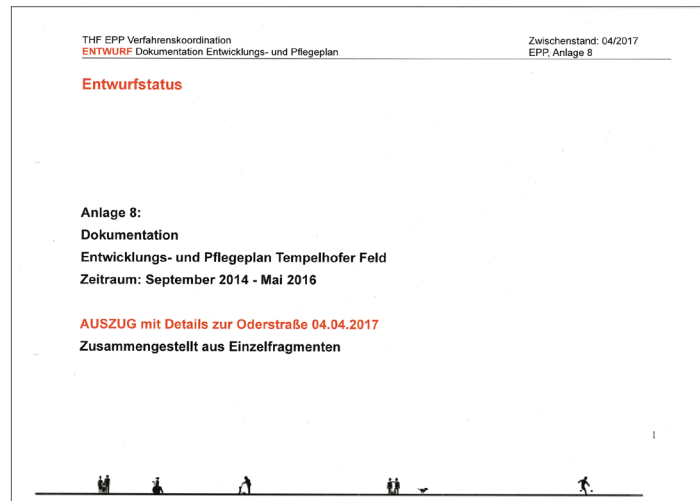 THF EPP Verfahrenskoordination
ENTWURF Dokumentation Entwicklungs- und Pflegeplan
Zwischenstand: 04/2017
EPP, Anlage 8
Entwurfstatus
Anlage 8:
Dokumentation
Entwicklungs- und Pflegeplan Tempelhofer Feld
Zeitraum: September 2014 - Mai 2016
AUSZUG mit Details zur Oderstraße 04.04.2017
Zusammengestellt aus Einzelfragmenten
1